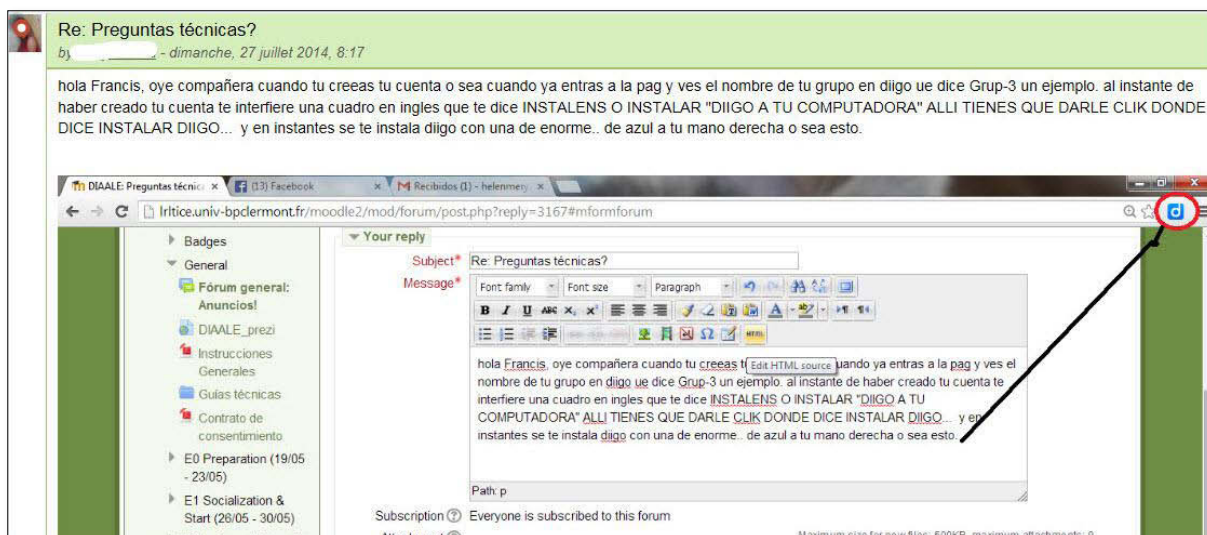 Re: Preguntas técnicas?
by - dimanche, 27 juillet 2014, 8:17
hola Francis, oye compañera cuando tu creeas tu cuenta o sea cuando ya entras a la pag y ves el nombre de tu grupo en diigo ue dice Grup-3 un ejemplo. al instante de
haber creado tu cuenta te interfiere una cuadro en ingles que te dice INSTALENS O INSTALAR "DIIGO A TU COMPUTADORA" ALLI TIENES QUE DARLE CLIK DONDE
DICE INSTALAR DIIGO... y en instantes se te instala diigo con una de enorme.. de azul a tu mano derecha o sea esto.
DIAALE: Preguntas técnic (13) Facebook Recibidos (1) - helenmery
lrltice.univ-bpclermont.fr/moodle2/mod/forum/post.php?reply=3167#mformforum
Badges
General
Fórum general:
Anuncios!
DIAALE_prezi
Instrucciones
Generales
Guías técnicas
Contrato de
consentimiento
E0 Preparation (19/05
- 23/05)
E1 Socialization &
Start (26/05 - 30/05)
Your reply
Subject* Re: Preguntas técnicas?
Message* Font family Font size Paragraph
B I U ABC x₂ x² A ab
Ω HTML
hola Francis, oye compañera cuando tu creeas t Edit HTML source uando ya entras a la pag y ves el
nombre de tu grupo en diigo ue dice Grup-3 un ejemplo. al instante de haber creado tu cuenta te
interfiere una cuadro en ingles que te dice INSTALENS O INSTALAR "DIIGO A TU
COMPUTADORA" ALLI TIENES QUE DARLE CLIK DONDE DICE INSTALAR DIIGO... y en
instantes se te instala diigo con una de enorme.. de azul a tu mano derecha o sea esto.
Path: p
Subscription Everyone is subscribed to this forum